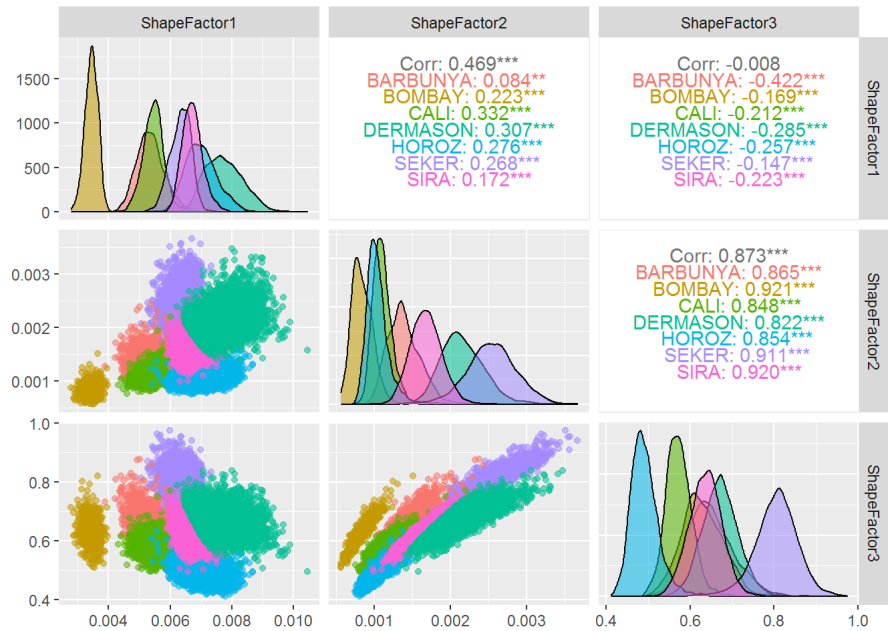 ShapeFactor1
ShapeFactor2
ShapeFactor3
1500
1000
500
0
Corr: 0.469***
BARBUNYA: 0.084**
BOMBAY: 0.223***
CALI: 0.332***
DERMASON: 0.307***
HOROZ: 0.276***
SEKER: 0.268***
SIRA: 0.172***
Corr: -0.008
BARBUNYA: -0.422***
BOMBAY: -0.169***
CALI: -0.212***
DERMASON: -0.285***
HOROZ: -0.257***
SEKER: -0.147***
SIRA: -0.223***
ShapeFactor1
0.003
0.002
0.001
Corr: 0.873***
BARBUNYA: 0.865***
BOMBAY: 0.921***
CALI: 0.848***
DERMASON: 0.822***
HOROZ: 0.854***
SEKER: 0.911***
SIRA: 0.920***
ShapeFactor2
1.0
0.8
0.6
0.4
ShapeFactor3
0.004
0.006
0.008
0.010
0.001
0.002
0.003
0.4
0.6
0.8
1.0